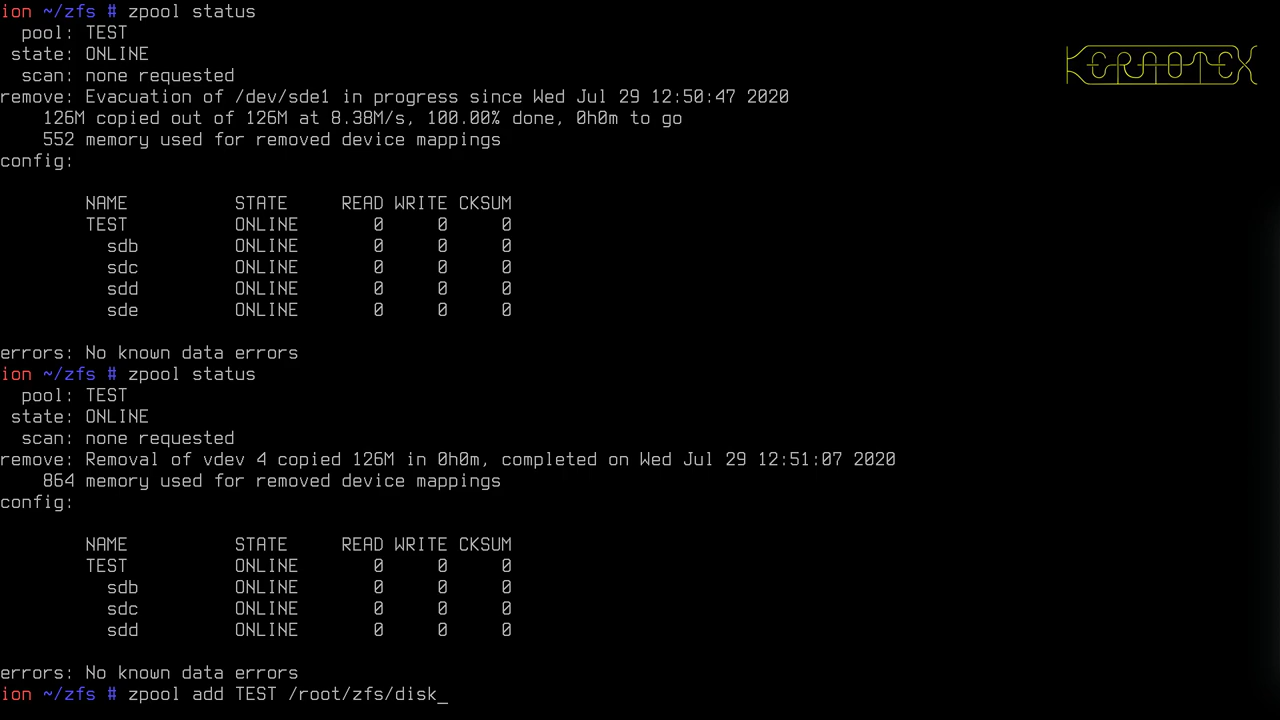 ion ~/zfs # zpool status
  pool: TEST
 state: ONLINE
  scan: none requested
remove: Evacuation of /dev/sde1 in progress since Wed Jul 29 12:50:47 2020
    126M copied out of 126M at 8.38M/s, 100.00% done, 0h0m to go
    552 memory used for removed device mappings
config:

        NAME          STATE     READ WRITE CKSUM
        TEST          ONLINE       0     0     0
          sdb         ONLINE       0     0     0
          sdc         ONLINE       0     0     0
          sdd         ONLINE       0     0     0
          sde         ONLINE       0     0     0

errors: No known data errors
ion ~/zfs # zpool status
  pool: TEST
 state: ONLINE
  scan: none requested
remove: Removal of vdev 4 copied 126M in 0h0m, completed on Wed Jul 29 12:51:07 2020
    864 memory used for removed device mappings
config:

        NAME          STATE     READ WRITE CKSUM
        TEST          ONLINE       0     0     0
          sdb         ONLINE       0     0     0
          sdc         ONLINE       0     0     0
          sdd         ONLINE       0     0     0

errors: No known data errors
ion ~/zfs # zpool add TEST /root/zfs/disk_